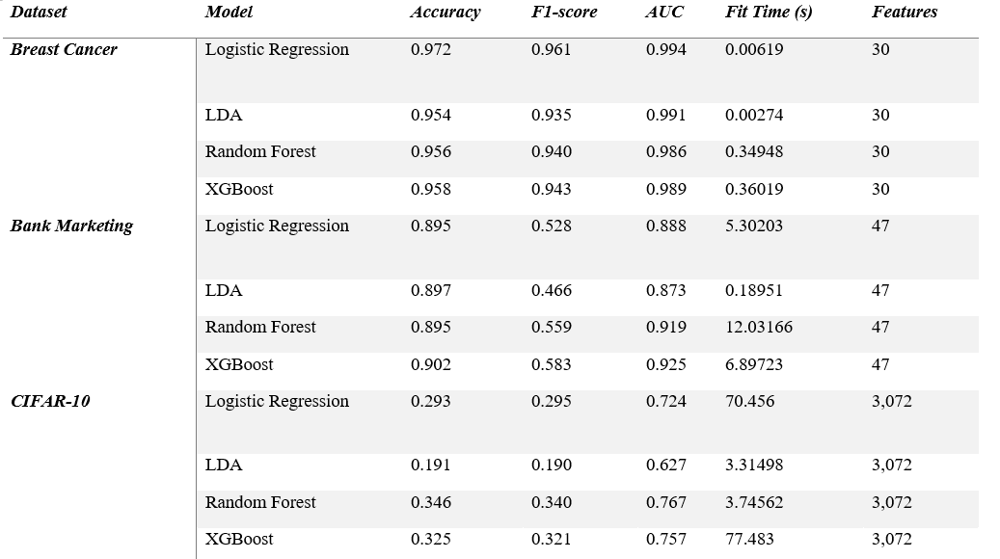 Dataset Model Accuracy F1-score AUC Fit Time (s) Features
Breast Cancer Logistic Regression 0.972 0.961 0.994 0.00619 30
LDA 0.954 0.935 0.991 0.00274 30
Random Forest 0.956 0.940 0.986 0.34948 30
XGBoost 0.958 0.943 0.989 0.36019 30
Bank Marketing Logistic Regression 0.895 0.528 0.888 5.30203 47
LDA 0.897 0.466 0.873 0.18951 47
Random Forest 0.895 0.559 0.919 12.03166 47
XGBoost 0.902 0.583 0.925 6.89723 47
CIFAR-10 Logistic Regression 0.293 0.295 0.724 70.456 3,072
LDA 0.191 0.190 0.627 3.31498 3,072
Random Forest 0.346 0.340 0.767 3.74562 3,072
XGBoost 0.325 0.321 0.757 77.483 3,072